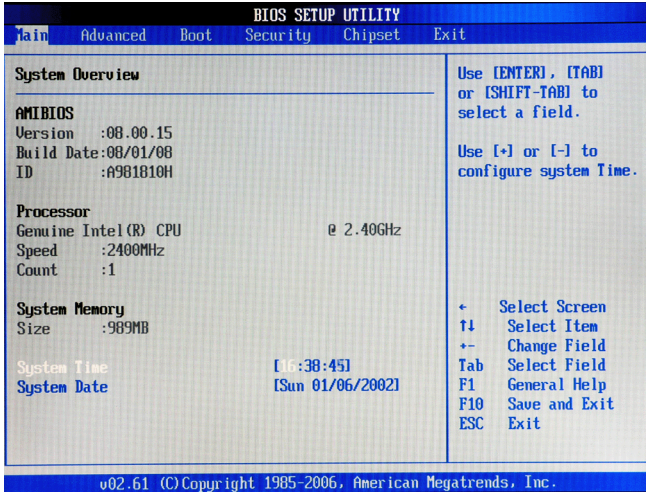 BIOS SETUP UTILITY
Main Advanced Boot Security Chipset Exit
System Overview
AMIBIOS
Version :08.00.15
Build Date:08/01/08
ID :A981810H
Processor
Genuine Intel(R) CPU @ 2.40GHz
Speed :2400MHz
Count :1
System Memory
Size :989MB
System Time [16:38:45]
System Date [Sun 01/06/2002]
Use [ENTER], [TAB]
or [SHIFT-TAB] to
select a field.
Use [+] or [-] to
configure system Time.
← Select Screen
↑↓ Select Item
+- Change Field
Tab Select Field
F1 General Help
F10 Save and Exit
ESC Exit
v02.61 (C)Copyright 1985-2006, American Megatrends, Inc.